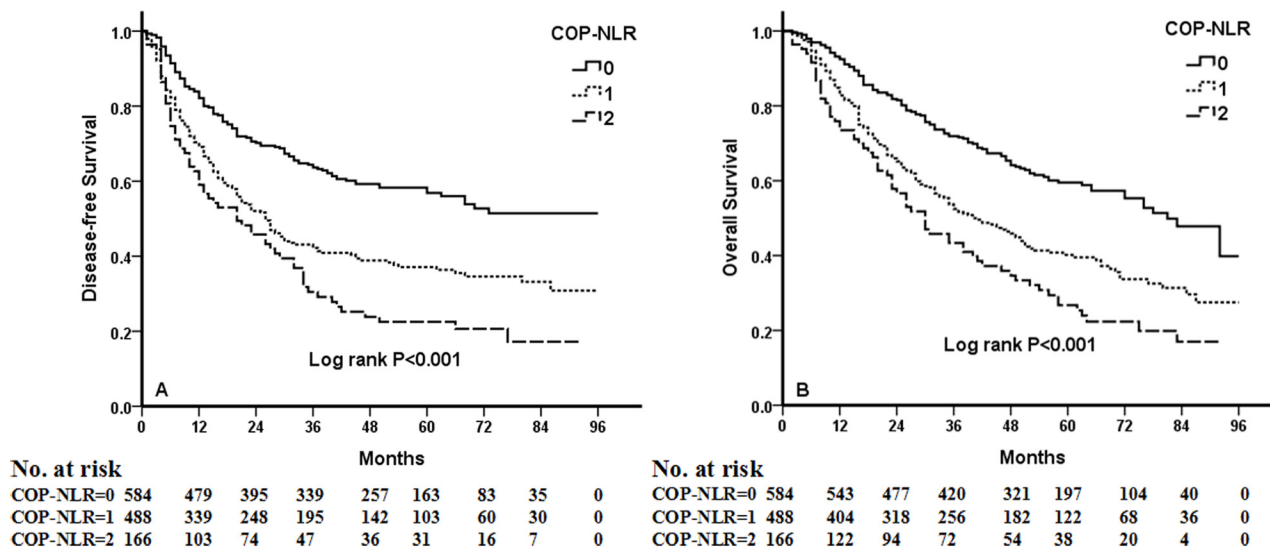 COP-NLR
0
1
2
Disease-free Survival
1.0
0.8
0.6
0.4
0.2
0.0
Log rank P<0.001
A
0 12 24 36 48 60 72 84 96
Months
No. at risk
COP-NLR=0 584 479 395 339 257 163 83 35 0
COP-NLR=1 488 339 248 195 142 103 60 30 0
COP-NLR=2 166 103 74 47 36 31 16 7 0
COP-NLR
0
1
2
Overall Survival
1.0
0.8
0.6
0.4
0.2
0.0
Log rank P<0.001
B
0 12 24 36 48 60 72 84 96
Months
No. at risk
COP-NLR=0 584 543 477 420 321 197 104 40 0
COP-NLR=1 488 404 318 256 182 122 68 36 0
COP-NLR=2 166 122 94 72 54 38 20 4 0